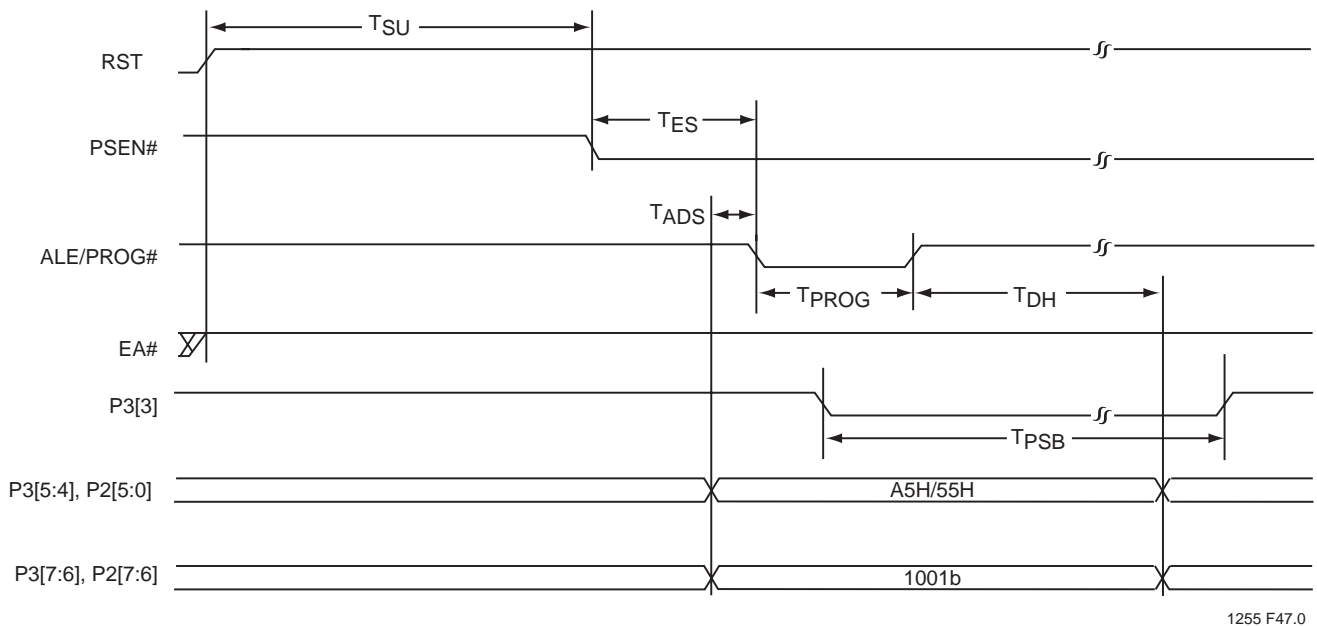 TSU
RST
TES
PSEN#
TADS
ALE/PROG#
TPROG
TDH
EA#
P3[3]
TPSB
P3[5:4], P2[5:0]
A5H/55H
P3[7:6], P2[7:6]
1001b
1255 F47.0